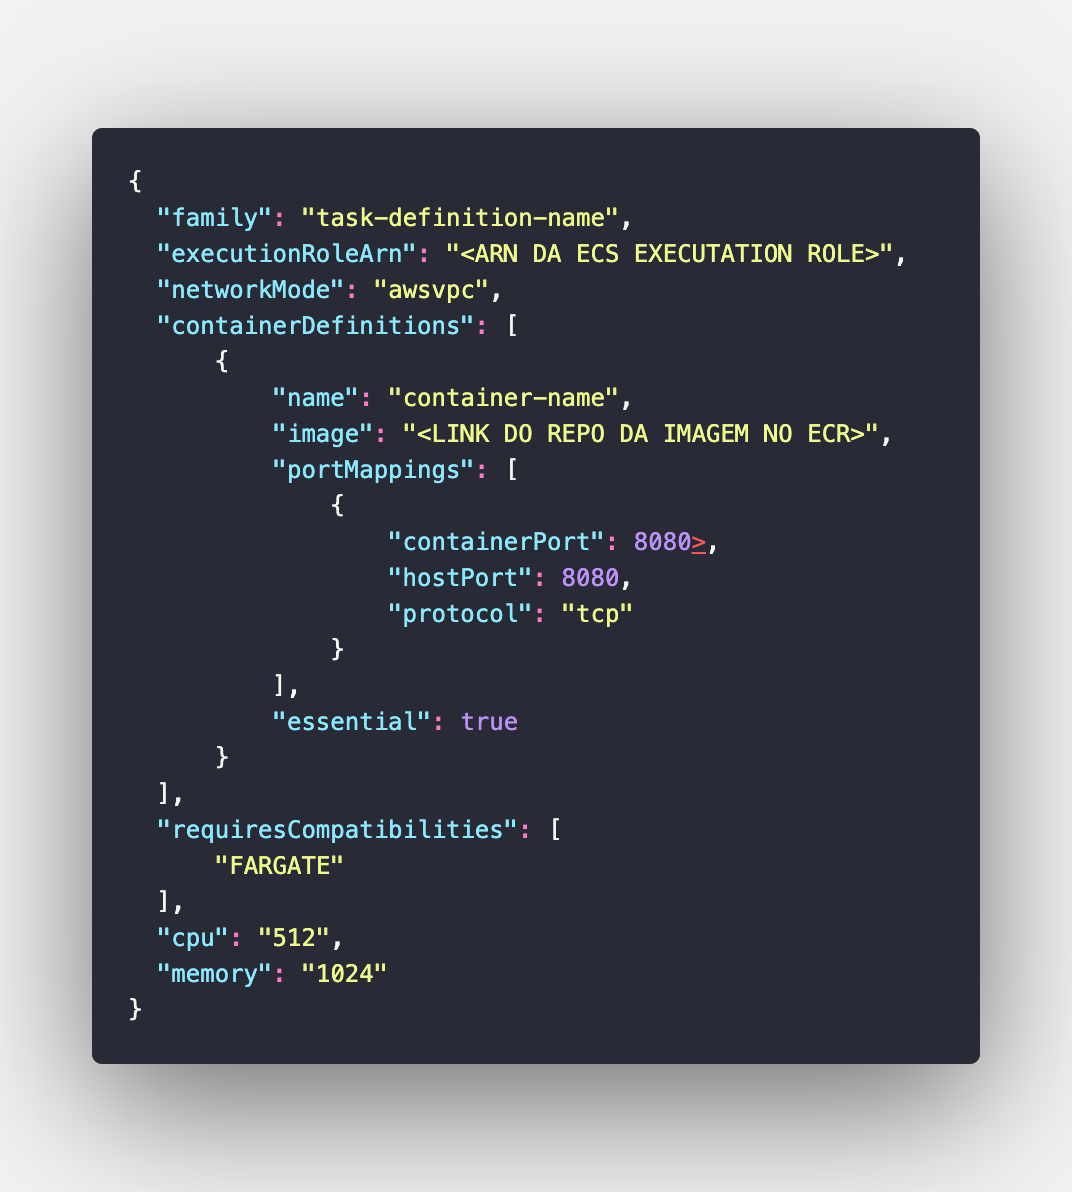 {
  "family": "task-definition-name",
  "executionRoleArn": "<ARN DA ECS EXECUTATION ROLE>",
  "networkMode": "awsvpc",
  "containerDefinitions": [
      {
          "name": "container-name",
          "image": "<LINK DO REPO DA IMAGEM NO ECR>",
          "portMappings": [
              {
                  "containerPort": 8080>,
                  "hostPort": 8080,
                  "protocol": "tcp"
              }
          ],
          "essential": true
      }
  ],
  "requiresCompatibilities": [
      "FARGATE"
  ],
  "cpu": "512",
  "memory": "1024"
}